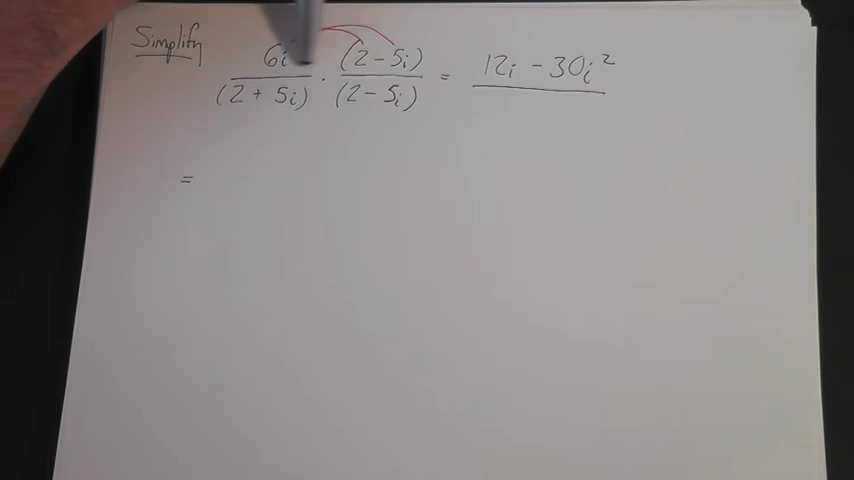 Simplify
6i/(2 + 5i) · (2 - 5i)/(2 - 5i) = 12i - 30i²
=